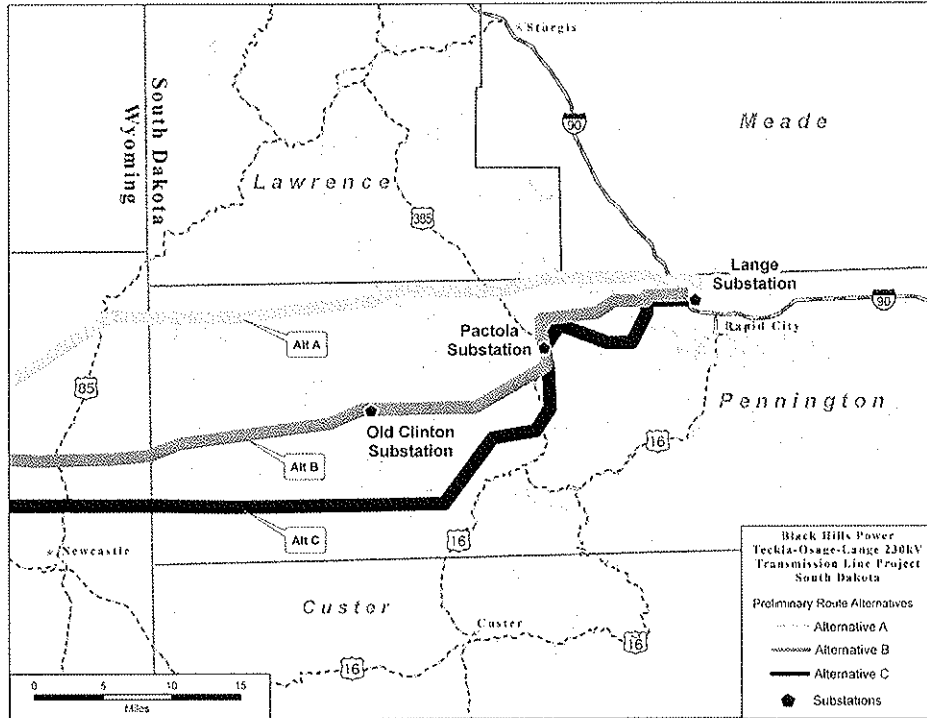 Sturgis
90
Meade
South Dakota
Wyoming
Lawrence
385
Lange
Substation
90
Rapid City
Pactola
Substation
Alt A
85
Pennington
Old Clinton
Substation
16
Alt B
Alt C
16
Newcastle
Custer
Custer
16
16
0 5 10 15
Miles
Black Hills Power
Teckla-Osage-Lange 230kV
Transmission Line Project
South Dakota
Preliminary Route Alternatives
Alternative A
Alternative B
Alternative C
Substations